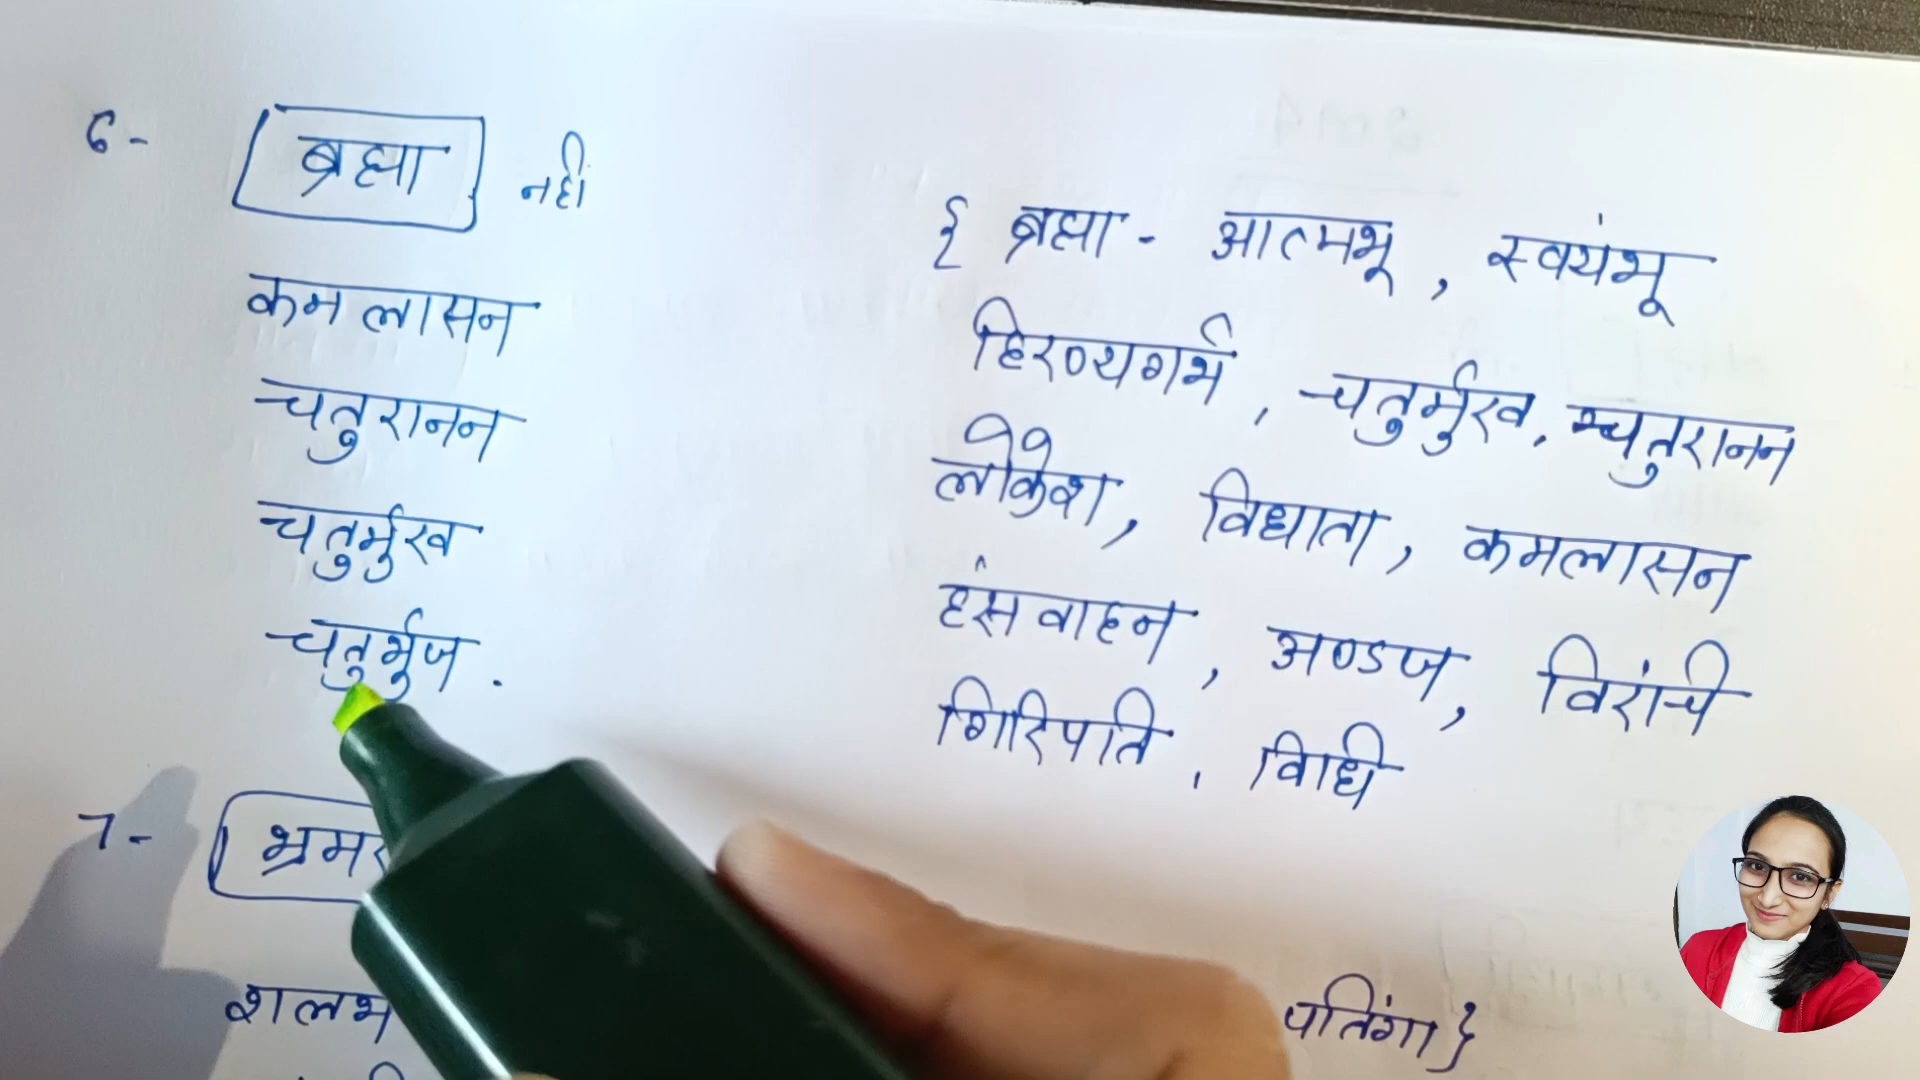 6- ब्रह्मा नहीं
कमलासन
चतुरानन
चतुर्मुख
चतुर्भुज .
{ ब्रह्मा - आत्मभू , स्वयंभू
हिरण्यगर्भ , चतुर्मुख, चतुरानन
लोकेश, विधाता, कमलासन
हंसवाहन , अण्डज, विरंचि
गिरिपति , विधि
7-
शलभ
पतिंगा }